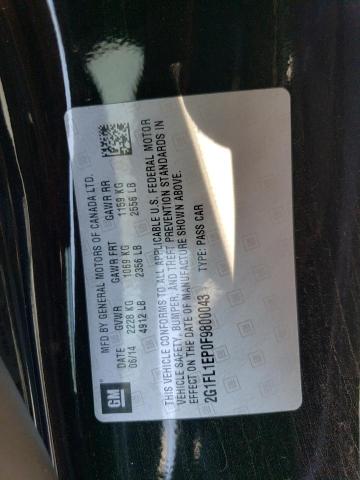 GM
MFD BY GENERAL MOTORS OF CANADA LTD.
DATE GVWR GAWR FRT GAWR RR
06/14 2228 KG 1069 KG 1159 KG
4912 LB 2356 LB 2556 LB
THIS VEHICLE CONFORMS TO ALL APPLICABLE U.S. FEDERAL MOTOR
VEHICLE SAFETY, BUMPER, AND THEFT PREVENTION STANDARDS IN
EFFECT ON THE DATE OF MANUFACTURE SHOWN ABOVE.
2G1FL1EP0F9800043 TYPE: PASS CAR